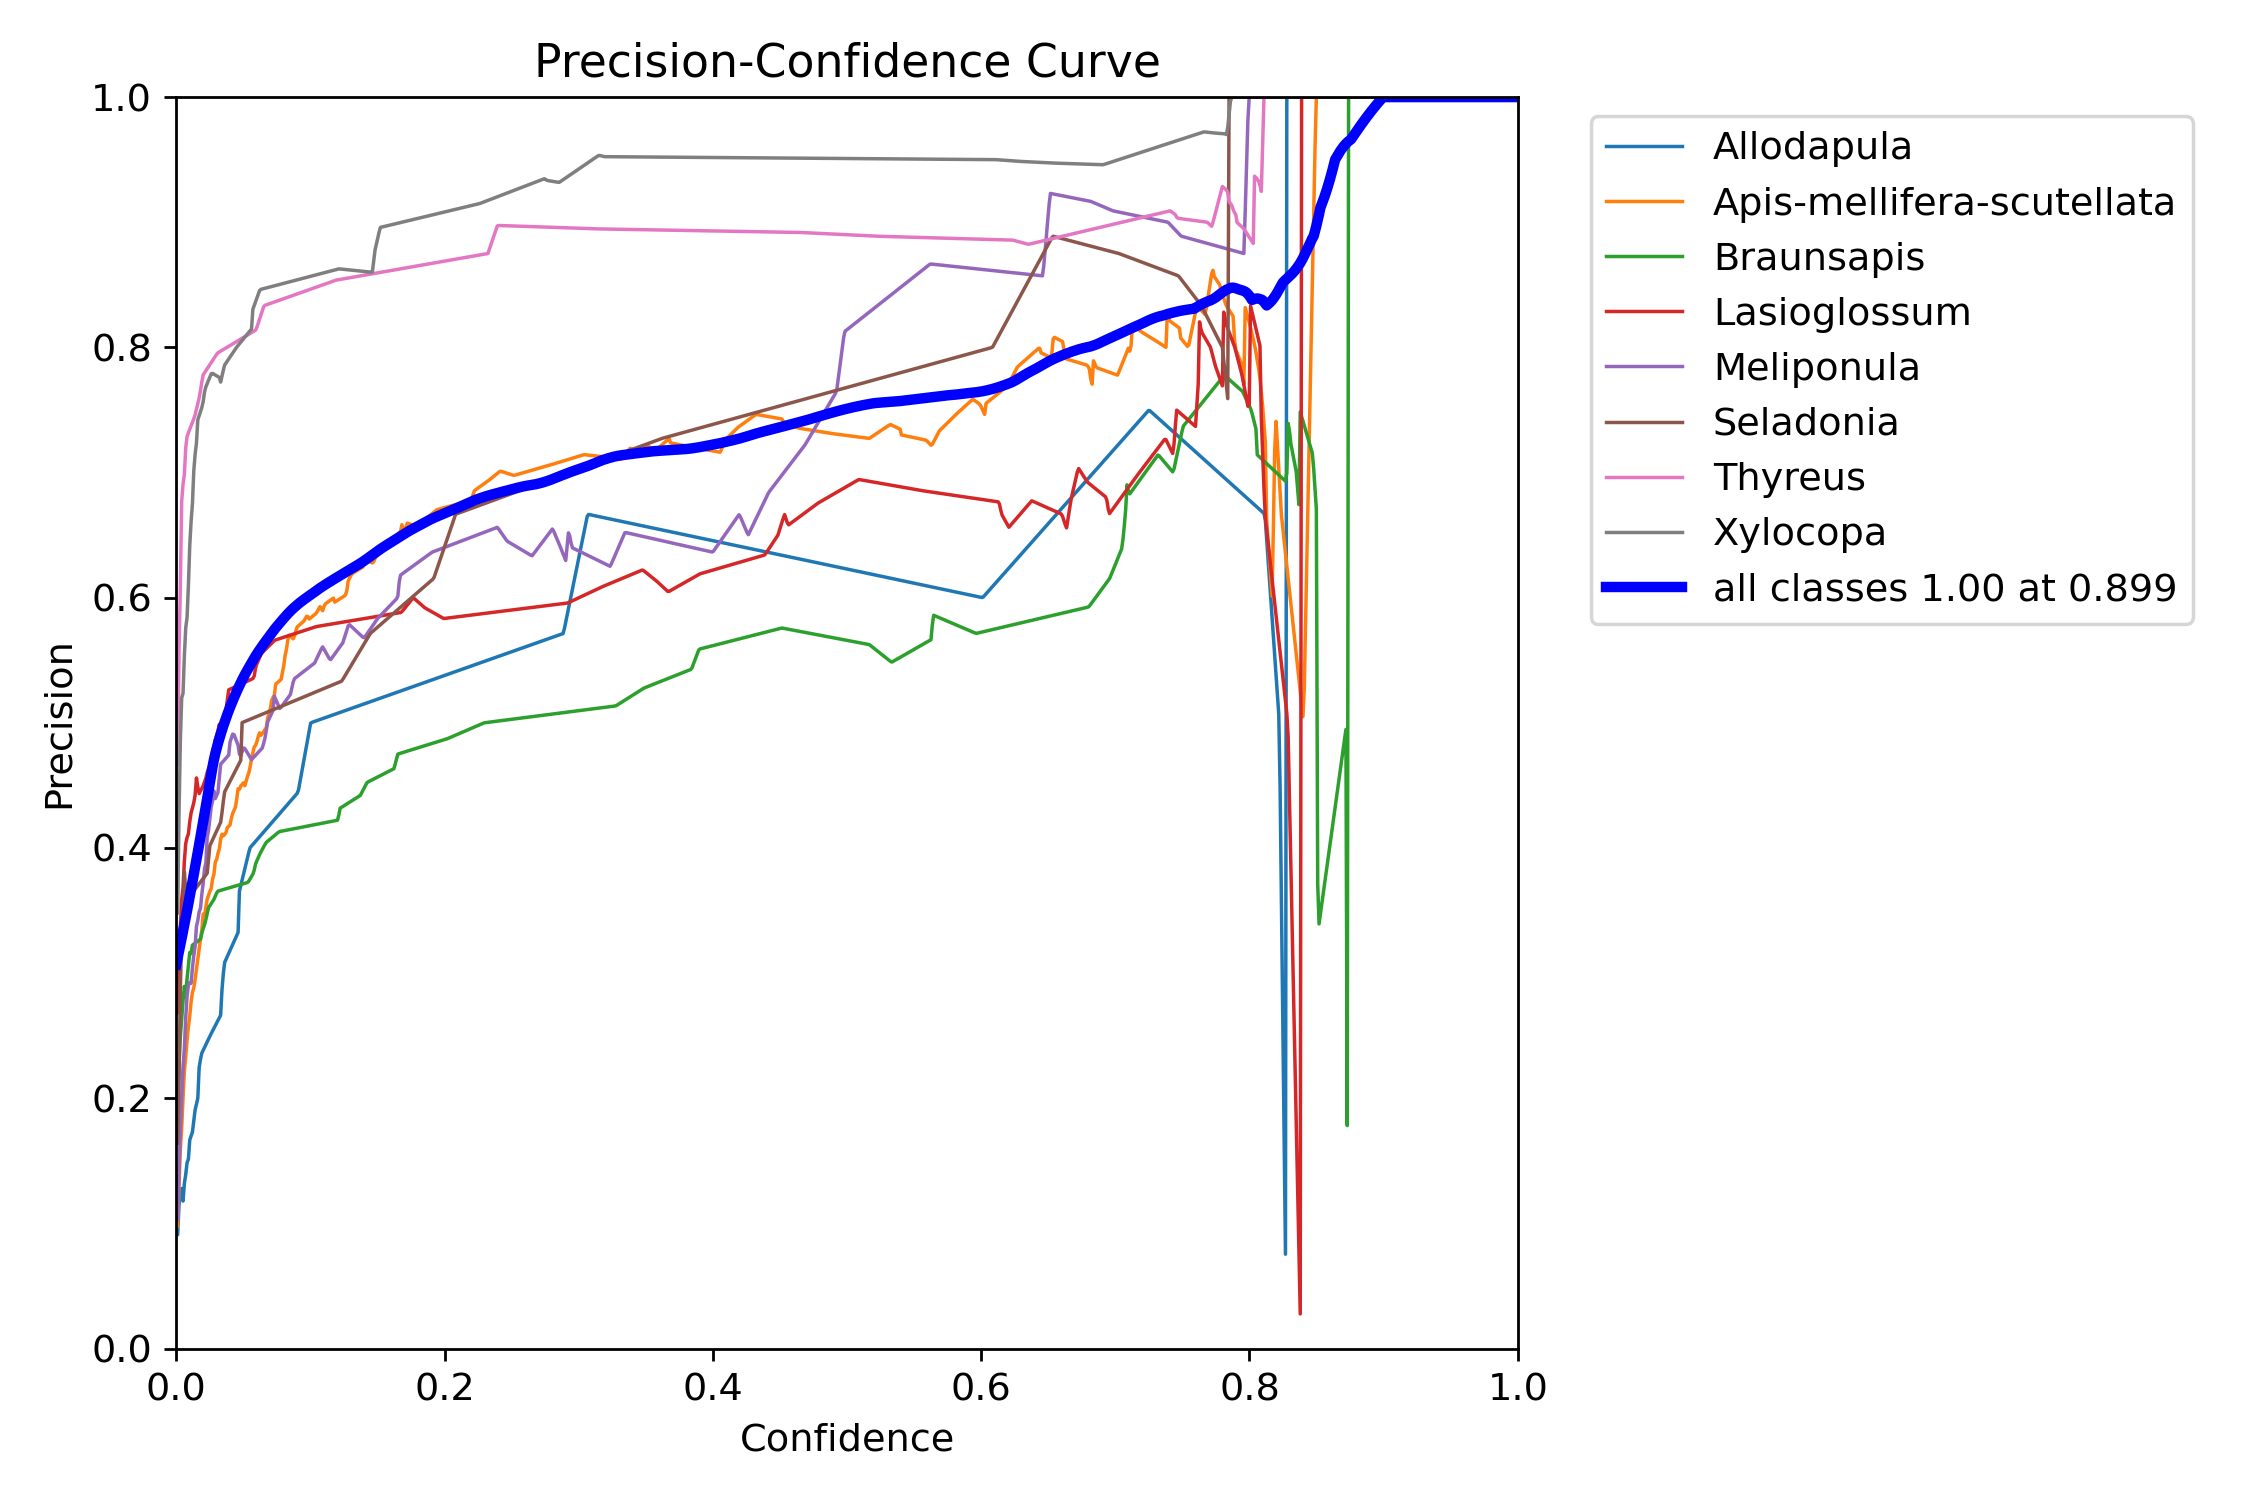 Precision-Confidence Curve
1.0
0.8
0.6
0.4
0.2
0.0
Precision
0.0 0.2 0.4 0.6 0.8 1.0
Confidence
Allodapula
Apis-mellifera-scutellata
Braunsapis
Lasioglossum
Meliponula
Seladonia
Thyreus
Xylocopa
all classes 1.00 at 0.899